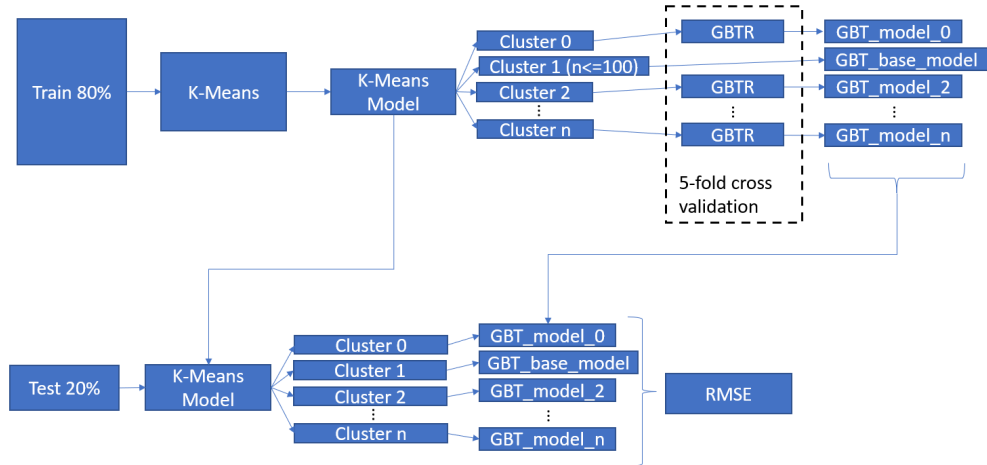 Train 80%
K-Means
K-Means
Model
Cluster 0
Cluster 1 (n<=100)
Cluster 2
Cluster n
GBTR
GBTR
GBTR
5-fold cross
validation
GBT_model_0
GBT_base_model
GBT_model_2
GBT_model_n
Test 20%
K-Means
Model
Cluster 0
Cluster 1
Cluster 2
Cluster n
GBT_model_0
GBT_base_model
GBT_model_2
GBT_model_n
RMSE